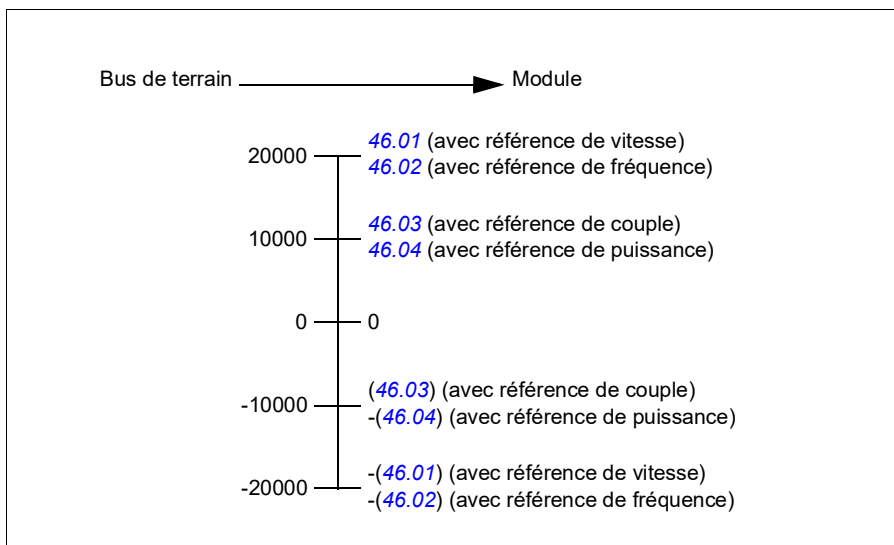 Bus de terrain Module
46.01 (avec référence de vitesse)
20000
46.02 (avec référence de fréquence)
46.03 (avec référence de couple)
10000
46.04 (avec référence de puissance)
0 0
(46.03) (avec référence de couple)
-10000
-(46.04) (avec référence de puissance)
-(46.01) (avec référence de vitesse)
-20000
-(46.02) (avec référence de fréquence)